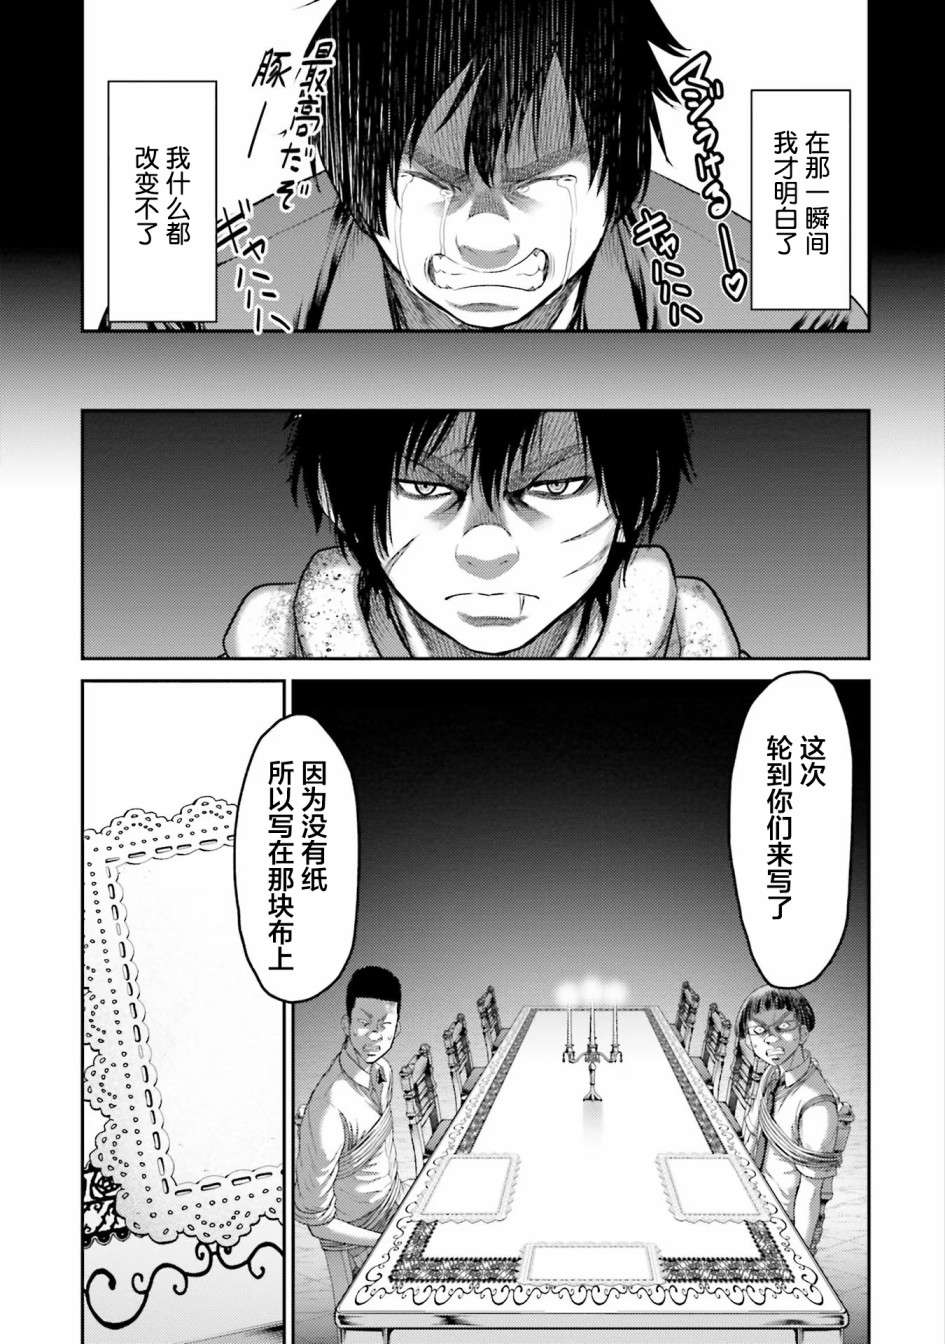 在那一瞬间
我才明白了
マジうけるー♡
キャハハ
最高だぞ
豚ー
ギャハハ
我什么都
改变不了
这次
轮到你们来写了
因为没有纸
所以写在那块布上